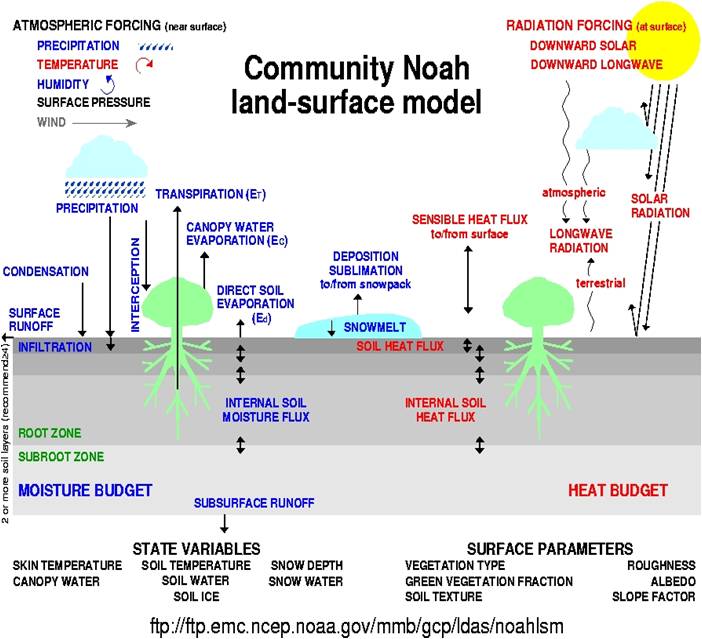 ATMOSPHERIC FORCING (near surface)
PRECIPITATION
TEMPERATURE
HUMIDITY
SURFACE PRESSURE
WIND
Community Noah
land-surface model
RADIATION FORCING (at surface)
DOWNWARD SOLAR
DOWNWARD LONGWAVE
PRECIPITATION
INTERCEPTION
TRANSPIRATION (ET)
CANOPY WATER
EVAPORATION (EC)
DIRECT SOIL
EVAPORATION
(Ed)
CONDENSATION
SURFACE
RUNOFF
INFILTRATION
DEPOSITION
SUBLIMATION
to/from snowpack
SNOWMELT
SENSIBLE HEAT FLUX
to/from surface
atmospheric
LONGWAVE
RADIATION
terrestrial
SOLAR
RADIATION
SOIL HEAT FLUX
INTERNAL SOIL
MOISTURE FLUX
INTERNAL SOIL
HEAT FLUX
ROOT ZONE
SUBROOT ZONE
2 or more soil layers (recommend≥4)
MOISTURE BUDGET
HEAT BUDGET
SUBSURFACE RUNOFF
STATE VARIABLES
SKIN TEMPERATURE
CANOPY WATER
SOIL TEMPERATURE
SOIL WATER
SOIL ICE
SNOW DEPTH
SNOW WATER
SURFACE PARAMETERS
VEGETATION TYPE
GREEN VEGETATION FRACTION
SOIL TEXTURE
ROUGHNESS
ALBEDO
SLOPE FACTOR
ftp://ftp.emc.ncep.noaa.gov/mmb/gcp/ldas/noahlsm